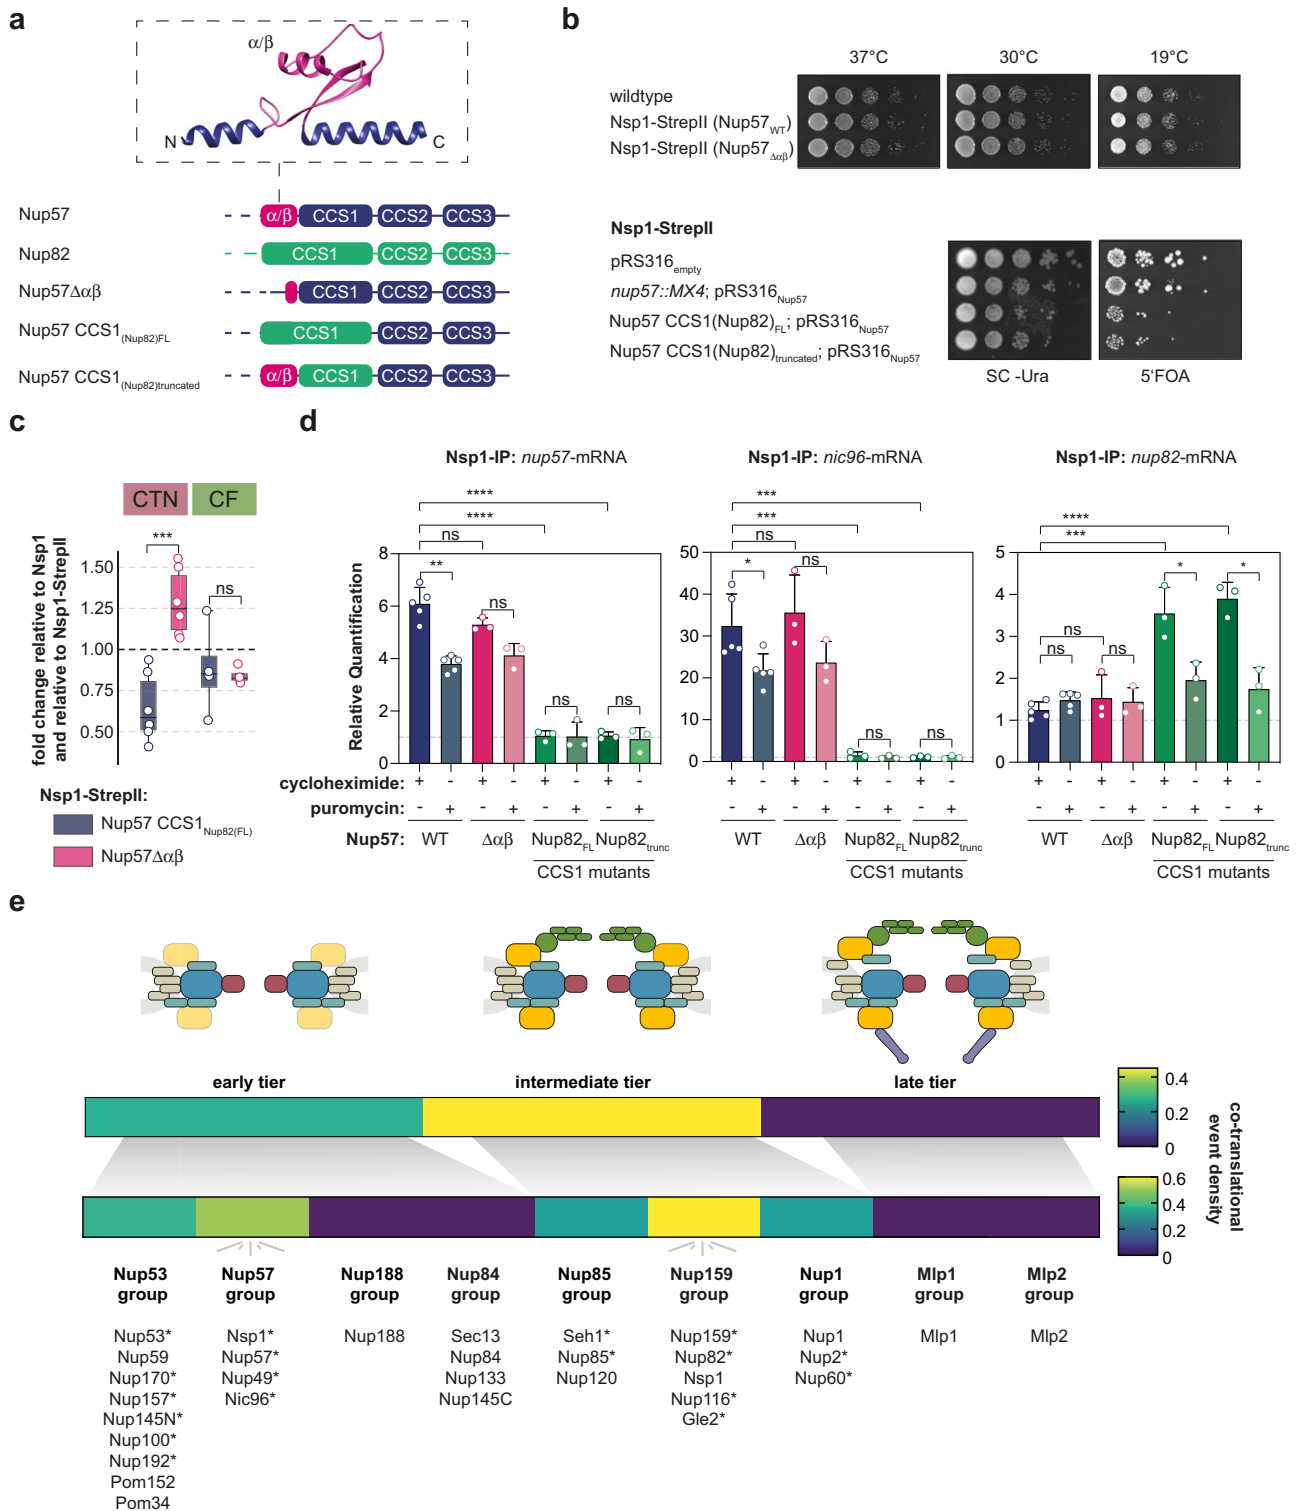 a
α/β
N
C
Nup57
α/β CCS1 CCS2 CCS3
Nup82
CCS1 CCS2 CCS3
Nup57Δαβ
CCS1 CCS2 CCS3
Nup57 CCS1(Nup82)FL
CCS1 CCS2 CCS3
Nup57 CCS1(Nup82)truncated
α/β CCS1 CCS2 CCS3
b
37°C 30°C 19°C
wildtype
Nsp1-StrepII (Nup57WT)
Nsp1-StrepII (Nup57Δαβ)
Nsp1-StrepII
pRS316empty
nup57::MX4; pRS316Nup57
Nup57 CCS1(Nup82)FL; pRS316Nup57
Nup57 CCS1(Nup82)truncated; pRS316Nup57
SC -Ura 5'FOA
c
CTN CF
fold change relative to Nsp1
and relative to Nsp1-StrepII
***
ns
1.50
1.25
1.00
0.75
0.50
Nsp1-StrepII:
Nup57 CCS1Nup82(FL)
Nup57Δαβ
d
Nsp1-IP: nup57-mRNA
****
****
ns
**
ns
ns
ns
Relative Quantification
8
6
4
2
0
Nsp1-IP: nic96-mRNA
***
***
ns
*
ns
ns
ns
50
40
30
20
10
0
Nsp1-IP: nup82-mRNA
****
***
*
*
ns
ns
ns
5
4
3
2
1
0
cycloheximide: + - + - + - + - + - + - + - + - + - + - + - + -
puromycin: - + - + - + - + - + - + - + - + - + - + - + - +
Nup57: WT Δαβ Nup82FL Nup82trunc WT Δαβ Nup82FL Nup82trunc WT Δαβ Nup82FL Nup82trunc
CCS1 mutants CCS1 mutants CCS1 mutants
e
early tier intermediate tier late tier
0.4
0.2
0
0.6
0.4
0.2
0
co-translational
event density
Nup53
group
Nup53*
Nup59
Nup170*
Nup157*
Nup145N*
Nup100*
Nup192*
Pom152
Pom34
Nup57
group
Nsp1*
Nup57*
Nup49*
Nic96*
Nup188
group
Nup188
Nup84
group
Sec13
Nup84
Nup133
Nup145C
Nup85
group
Seh1*
Nup85*
Nup120
Nup159
group
Nup159*
Nup82*
Nsp1
Nup116*
Gle2*
Nup1
group
Nup1
Nup2*
Nup60*
Mlp1
group
Mlp1
Mlp2
group
Mlp2